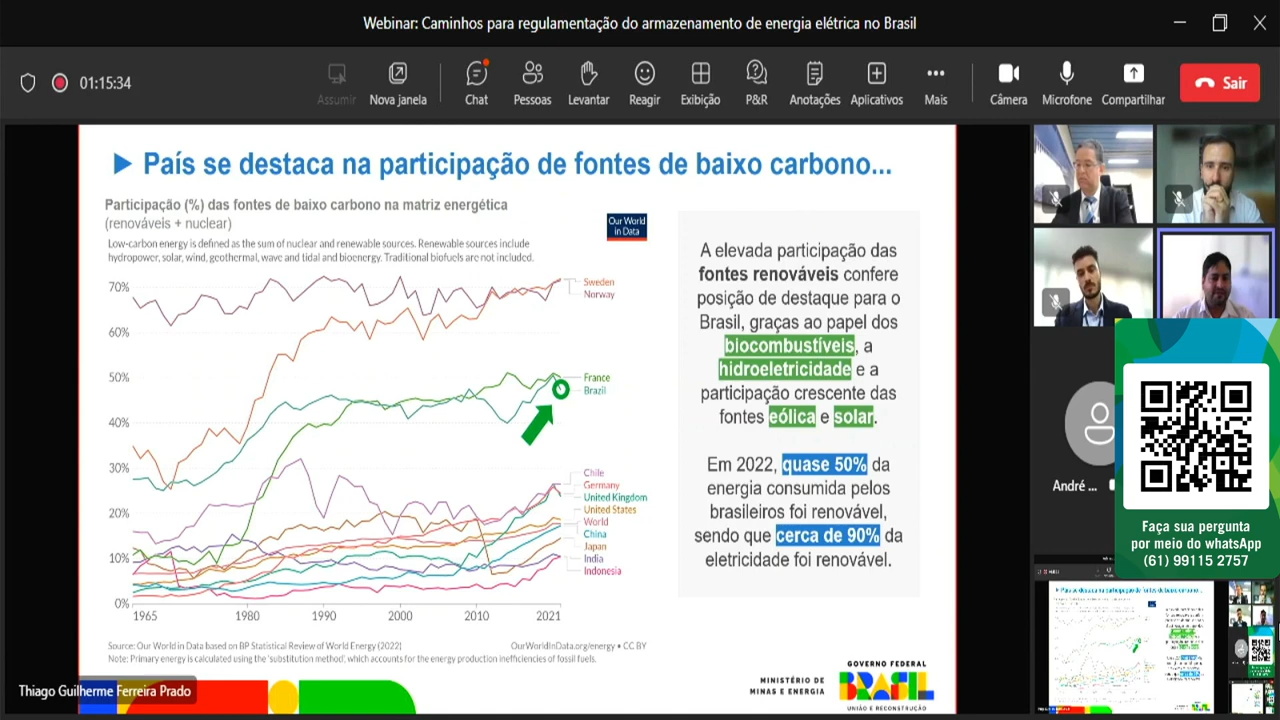 Webinar: Caminhos para regulamentação do armazenamento de energia elétrica no Brasil
01:15:34
Assumir
Nova janela
Chat
Pessoas
Levantar
Reagir
Exibição
P&R
Anotações
Aplicativos
Mais
Câmera
Microfone
Compartilhar
Sair
País se destaca na participação de fontes de baixo carbono...
Participação (%) das fontes de baixo carbono na matriz energética
(renováveis + nuclear)
Low-carbon energy is defined as the sum of nuclear and renewable sources. Renewable sources include
hydropower, solar, wind, geothermal, wave and tidal and bioenergy. Traditional biofuels are not included.
Our World
in Data
70%
60%
50%
40%
30%
20%
10%
0%
1965
1980
1990
2000
2010
2021
Sweden
Norway
France
Brazil
Chile
Germany
United Kingdom
United States
World
China
Japan
India
Indonesia
Source: Our World in Data based on BP Statistical Review of World Energy (2022)
OurWorldInData.org/energy • CC BY
Note: Primary energy is calculated using the 'substitution method', which accounts for the energy production inefficiencies of fossil fuels.
A elevada participação das
fontes renováveis confere
posição de destaque para o
Brasil, graças ao papel dos
biocombustíveis, a
hidroeletricidade e a
participação crescente das
fontes eólica e solar.
Em 2022, quase 50% da
energia consumida pelos
brasileiros foi renovável,
sendo que cerca de 90% da
eletricidade foi renovável.
MINISTÉRIO DE
MINAS E ENERGIA
GOVERNO FEDERAL
BRASIL
UNIÃO E RECONSTRUÇÃO
Thiago Guilherme Ferreira Prado
André ...
Faça sua pergunta
por meio do whatsApp
(61) 99115 2757
País se destaca na participação de fontes de baixo carbono...